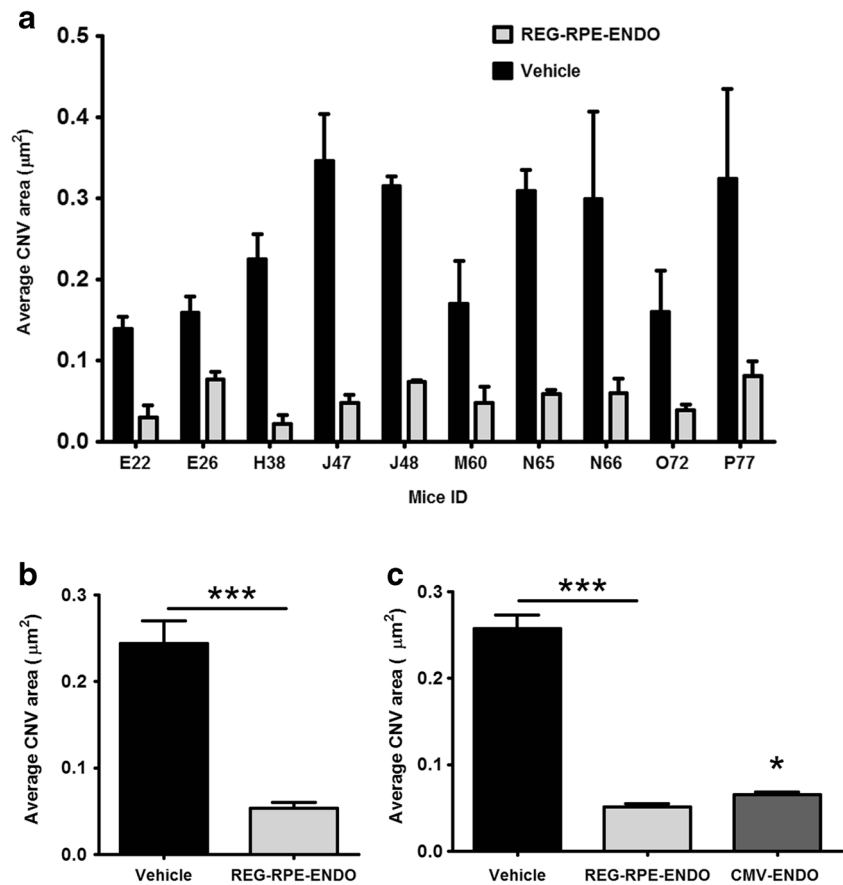 a
REG-RPE-ENDO
Vehicle
Average CNV area (μm²)
0.5
0.4
0.3
0.2
0.1
0.0
E22 E26 H38 J47 J48 M60 N65 N66 O72 P77
Mice ID
b
Average CNV area ( μm²)
0.3
0.2
0.1
0.0
***
Vehicle REG-RPE-ENDO
c
Average CNV area ( μm²)
0.3
0.2
0.1
0.0
***
*
Vehicle REG-RPE-ENDO CMV-ENDO